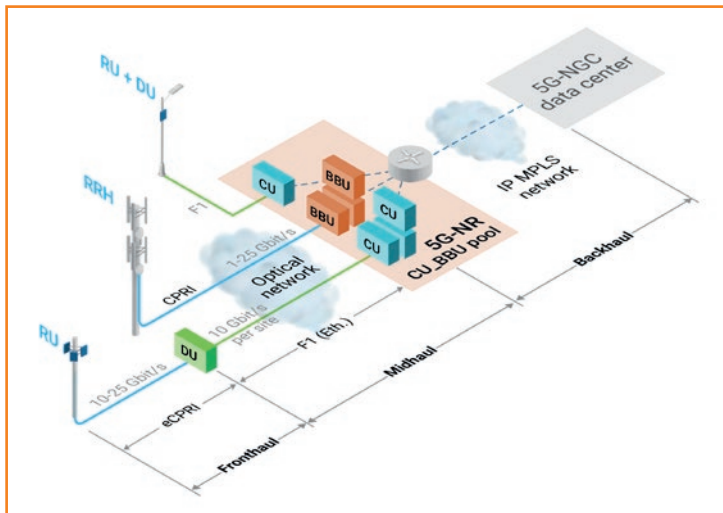 RU + DU
5G-NGC
data center
RRH
CU
BBU
BBU
CU
CU
IP MPLS
network
F1
1-25 Gbit/s
CPRI
Optical
network
5G-NR
CU_BBU pool
Backhaul
RU
DU
10 Gbit/s
per site
F1 (Eth.)
Midhaul
10-25 Gbit/s
eCPRI
Fronthaul